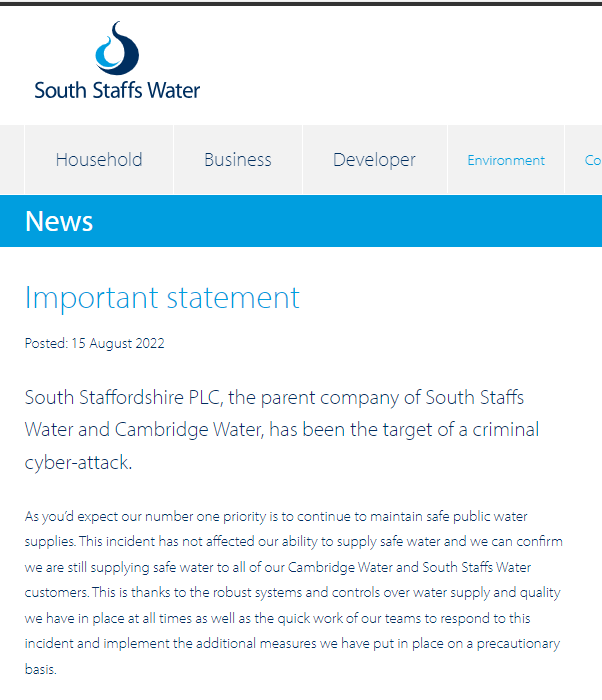 South Staffs Water
Household Business Developer Environment Co
News
Important statement
Posted: 15 August 2022
South Staffordshire PLC, the parent company of South Staffs
Water and Cambridge Water, has been the target of a criminal
cyber-attack.
As you’d expect our number one priority is to continue to maintain safe public water
supplies. This incident has not affected our ability to supply safe water and we can confirm
we are still supplying safe water to all of our Cambridge Water and South Staffs Water
customers. This is thanks to the robust systems and controls over water supply and quality
we have in place at all times as well as the quick work of our teams to respond to this
incident and implement the additional measures we have put in place on a precautionary
basis.